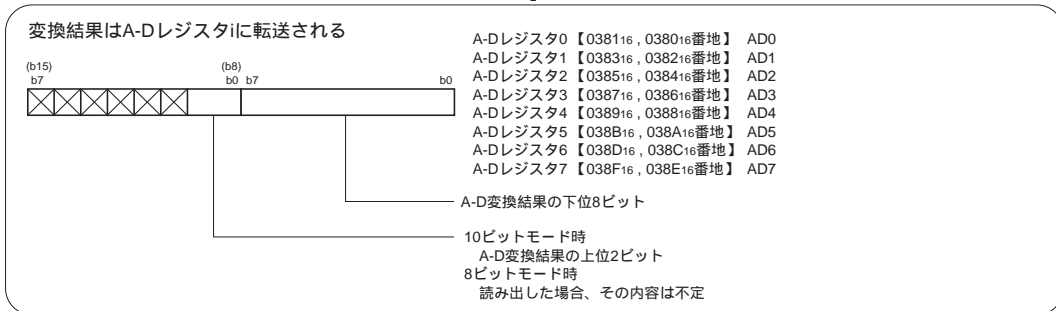 変換結果はA-Dレジスタiに転送される
(b15) (b8)
b7 b0 b7 b0
A-Dレジスタ0 【038116 , 038016番地】 AD0
A-Dレジスタ1 【038316 , 038216番地】 AD1
A-Dレジスタ2 【038516 , 038416番地】 AD2
A-Dレジスタ3 【038716 , 038616番地】 AD3
A-Dレジスタ4 【038916 , 038816番地】 AD4
A-Dレジスタ5 【038B16 , 038A16番地】 AD5
A-Dレジスタ6 【038D16 , 038C16番地】 AD6
A-Dレジスタ7 【038F16 , 038E16番地】 AD7
A-D変換結果の下位8ビット
10ビットモード時
A-D変換結果の上位2ビット
8ビットモード時
読み出した場合、その内容は不定